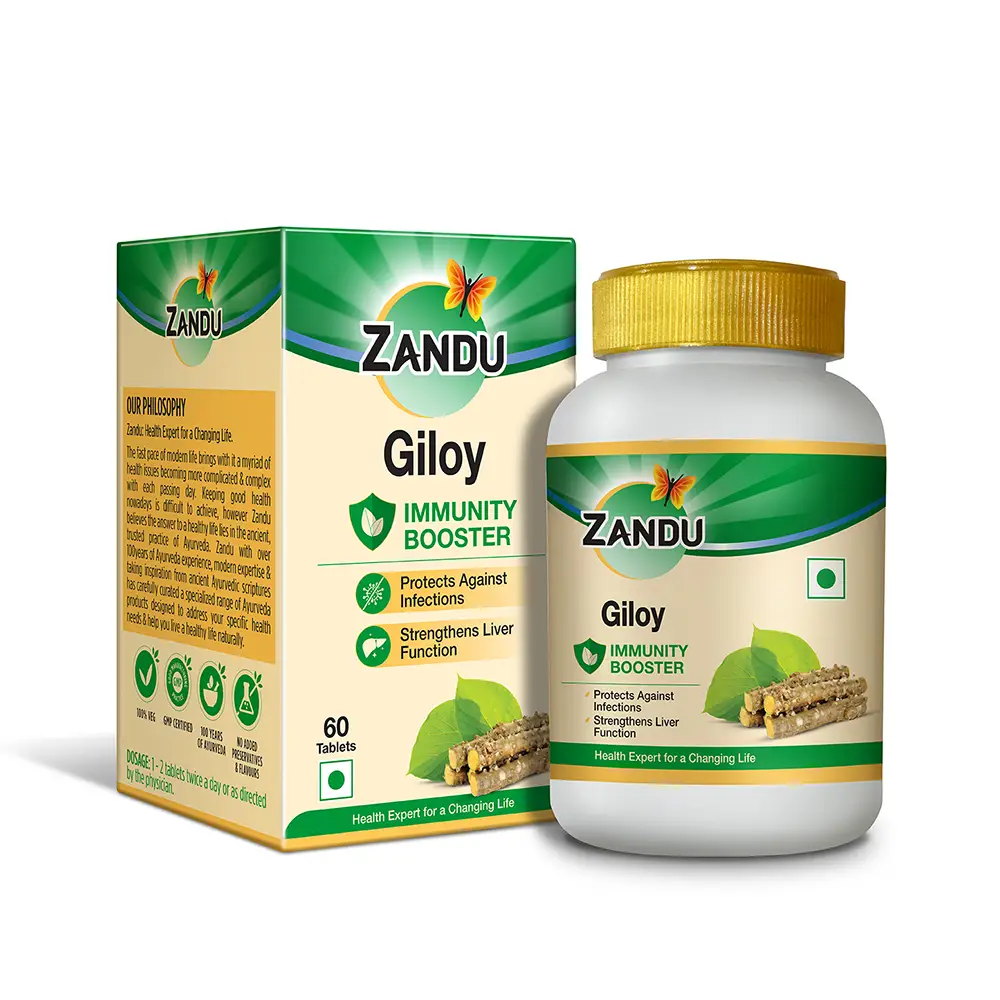 ZANDU
OUR PHILOSOPHY
Zandu: Health Expert for a Changing Life.
The fast pace of modern life brings with it a myriad of
health issues becoming more complicated & complex
with each passing day. Keeping good health
nowadays is difficult to achieve, however Zandu
believes the answer to a healthy life lies in the ancient,
trusted practice of Ayurveda. Zandu with over
100years of Ayurveda experience, modern expertise &
taking inspiration from ancient Ayurvedic scriptures
has carefully curated a specialized range of Ayurveda
products designed to address your specific health
needs & help you live a healthy life naturally.
100% VEG
GMP
GMP CERTIFIED
100 YEARS
OF AYURVEDA
NO ADDED
PRESERVATIVES
& FLAVOURS
DOSAGE: 1 - 2 tablets twice a day or as directed
by the physician.
ZANDU
Giloy
IMMUNITY
BOOSTER
Protects Against
Infections
Strengthens Liver
Function
60
Tablets
Health Expert for a Changing Life
ZANDU
Giloy
IMMUNITY
BOOSTER
Protects Against
Infections
Strengthens Liver
Function
Health Expert for a Changing Life